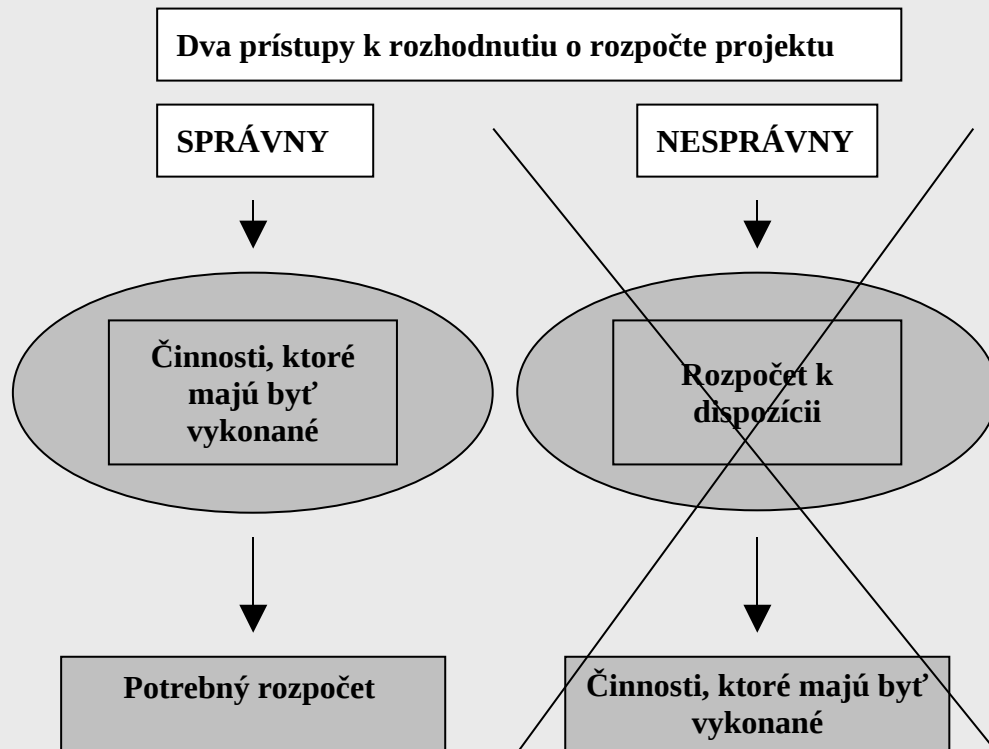 Dva prístupy k rozhodnutiu o rozpočte projektu
SPRÁVNY
NESPRÁVNY
Činnosti, ktoré
majú byť
vykonané
Rozpočet k
dispozícii
Potrebný rozpočet
Činnosti, ktoré majú byť
vykonané